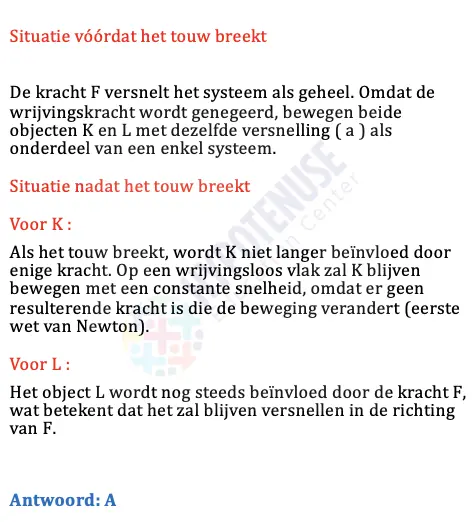 Situatie vóórdat het touw breekt
De kracht F versnelt het systeem als geheel. Omdat de
wrijvingskracht wordt genegeerd, bewegen beide
objecten K en L met dezelfde versnelling ( a ) als
onderdeel van een enkel systeem.
Situatie nadat het touw breekt
Voor K :
Als het touw breekt, wordt K niet langer beïnvloed door
enige kracht. Op een wrijvingsloos vlak zal K blijven
bewegen met een constante snelheid, omdat er geen
resulterende kracht is die de beweging verandert (eerste
wet van Newton).
Voor L :
Het object L wordt nog steeds beïnvloed door de kracht F,
wat betekent dat het zal blijven versnellen in de richting
van F.
Antwoord: A